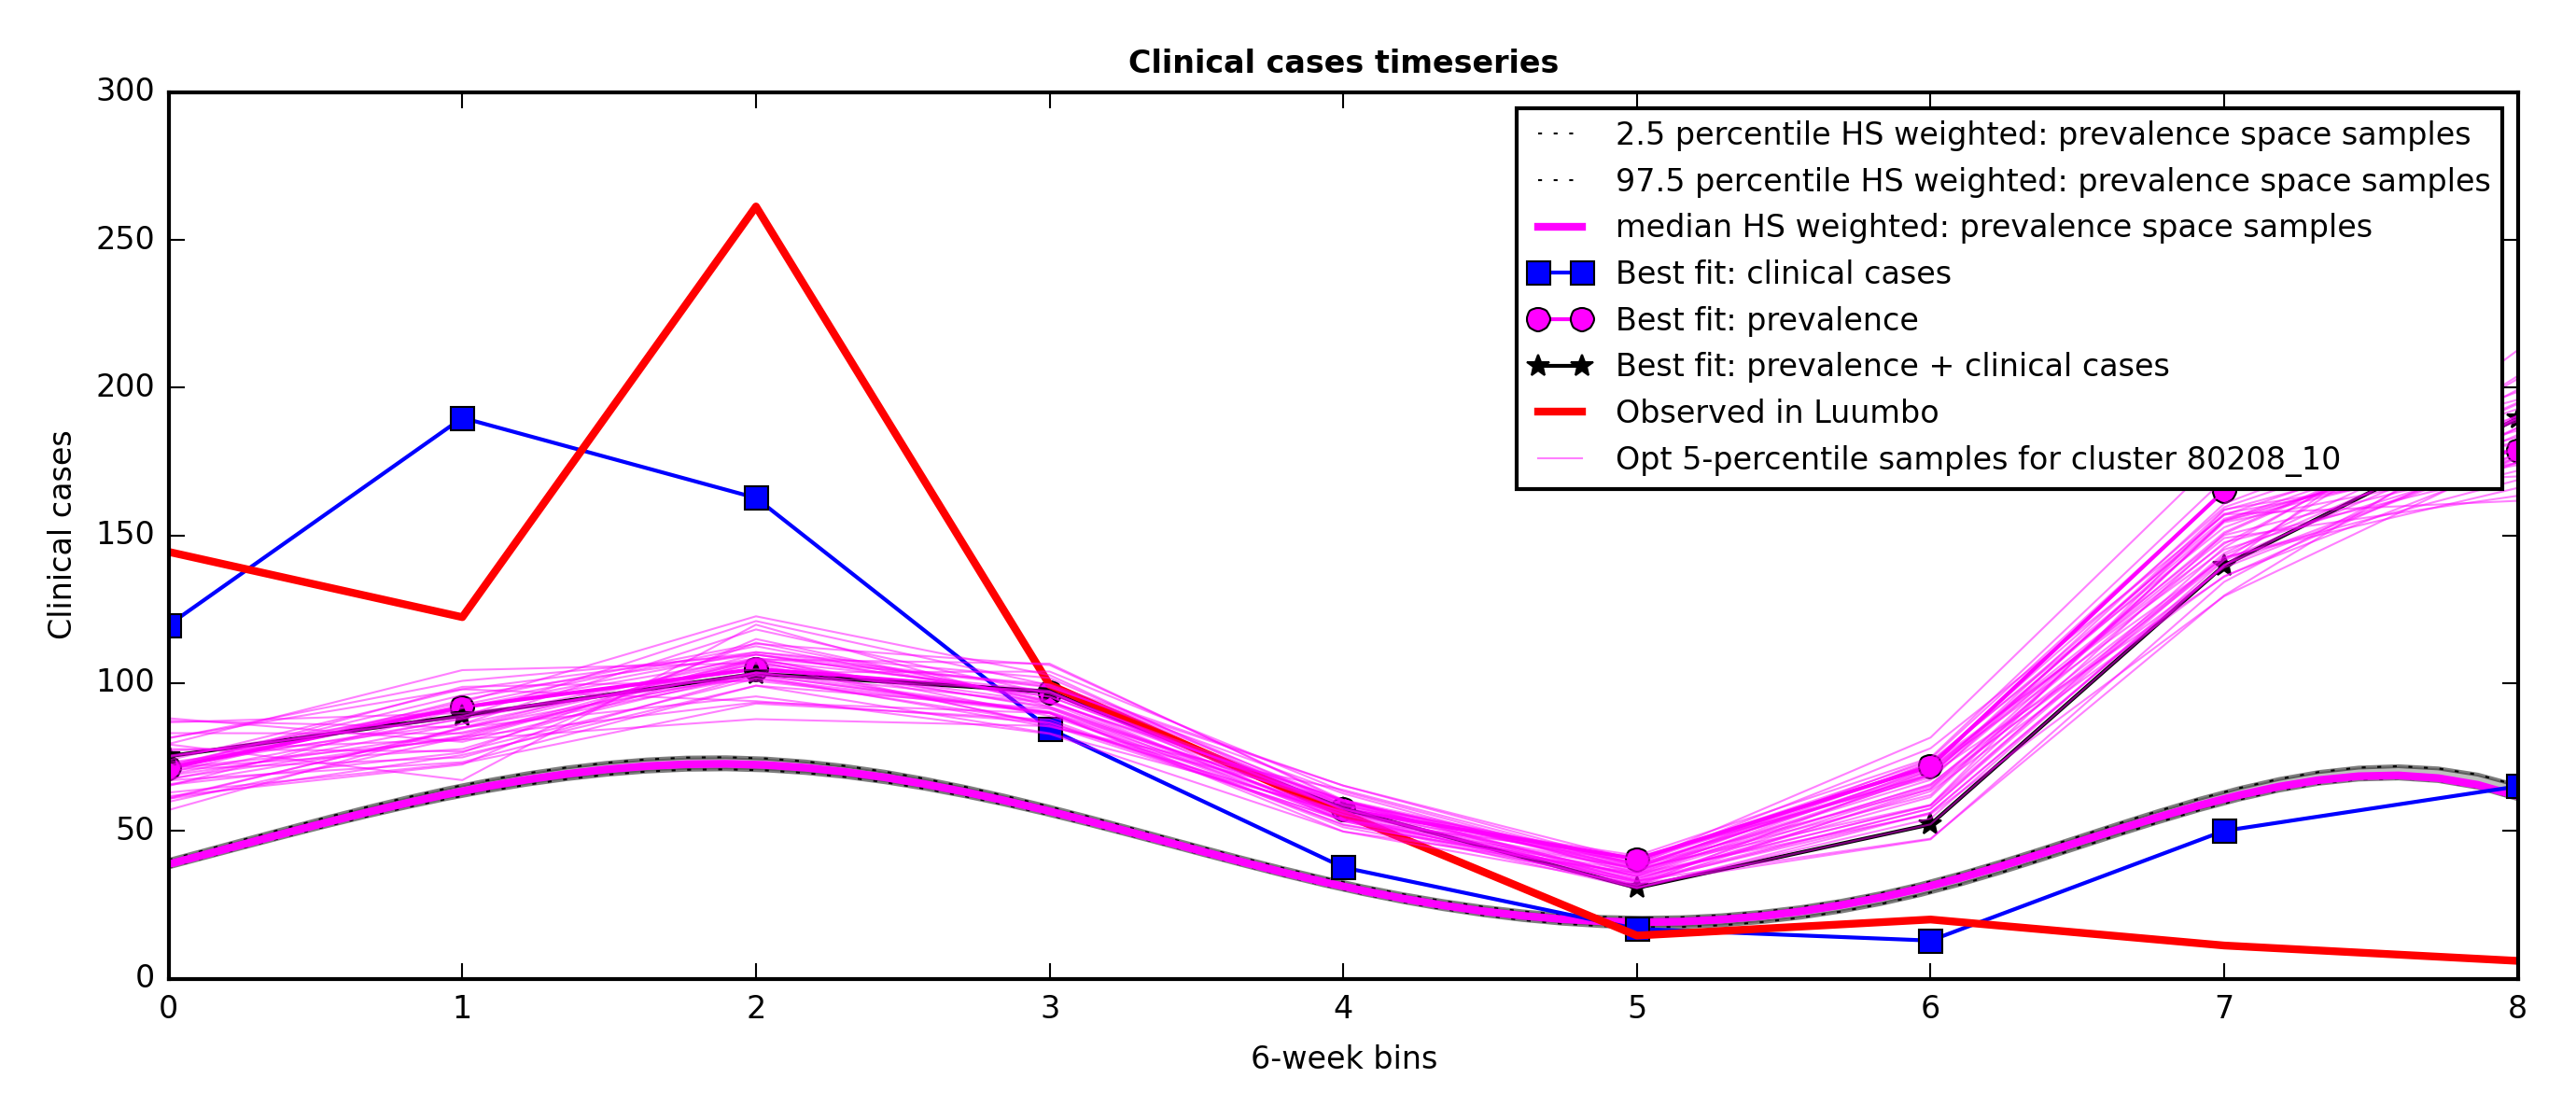 Clinical cases timeseries
300
250
200
150
100
50
0
Clinical cases
2.5 percentile HS weighted: prevalence space samples
97.5 percentile HS weighted: prevalence space samples
median HS weighted: prevalence space samples
Best fit: clinical cases
Best fit: prevalence
Best fit: prevalence + clinical cases
Observed in Luumbo
Opt 5-percentile samples for cluster 80208_10
0 1 2 3 4 5 6 7 8
6-week bins